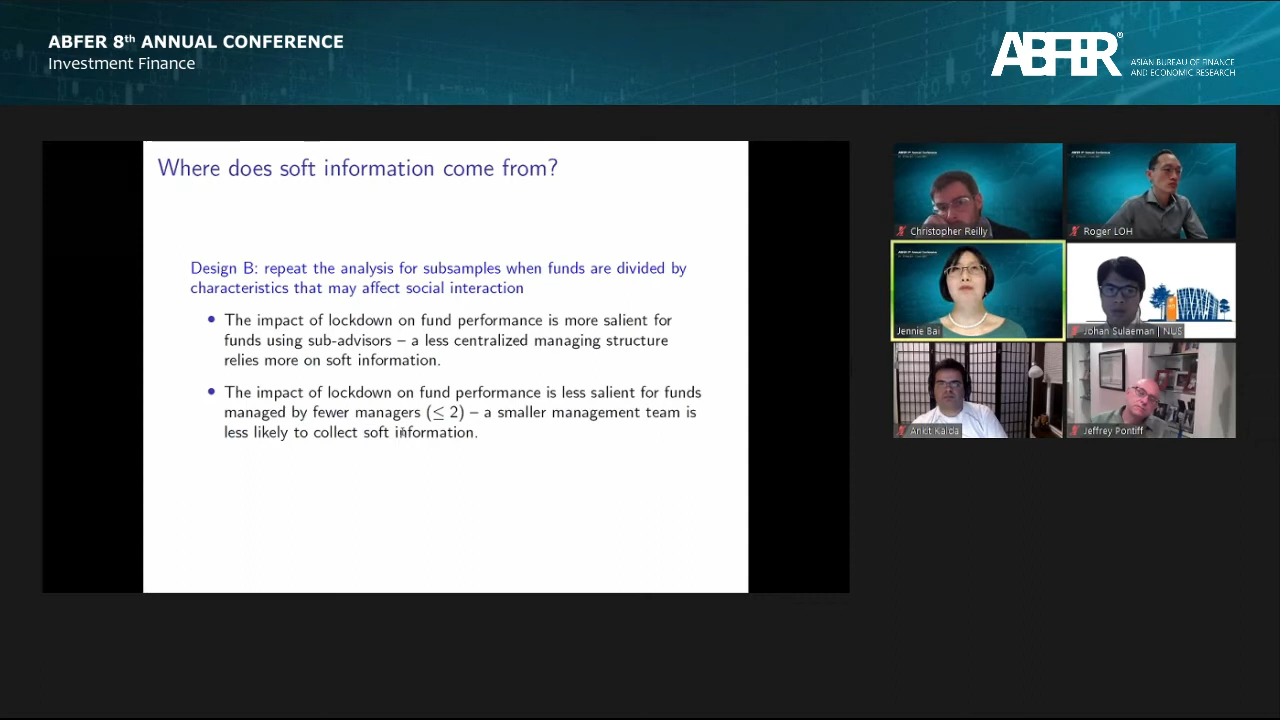 ABFER 8th ANNUAL CONFERENCE
Investment Finance
ABFER®
ASIAN BUREAU OF FINANCE
AND ECONOMIC RESEARCH
Where does soft information come from?
Design B: repeat the analysis for subsamples when funds are divided by
characteristics that may affect social interaction
• The impact of lockdown on fund performance is more salient for
funds using sub-advisors – a less centralized managing structure
relies more on soft information.
• The impact of lockdown on fund performance is less salient for funds
managed by fewer managers (≤ 2) – a smaller management team is
less likely to collect soft information.
Christopher Reilly
Roger LOH
Jennie Bai
Johan Sulaeman | NUS
Ankit Kalda
Jeffrey Pontiff